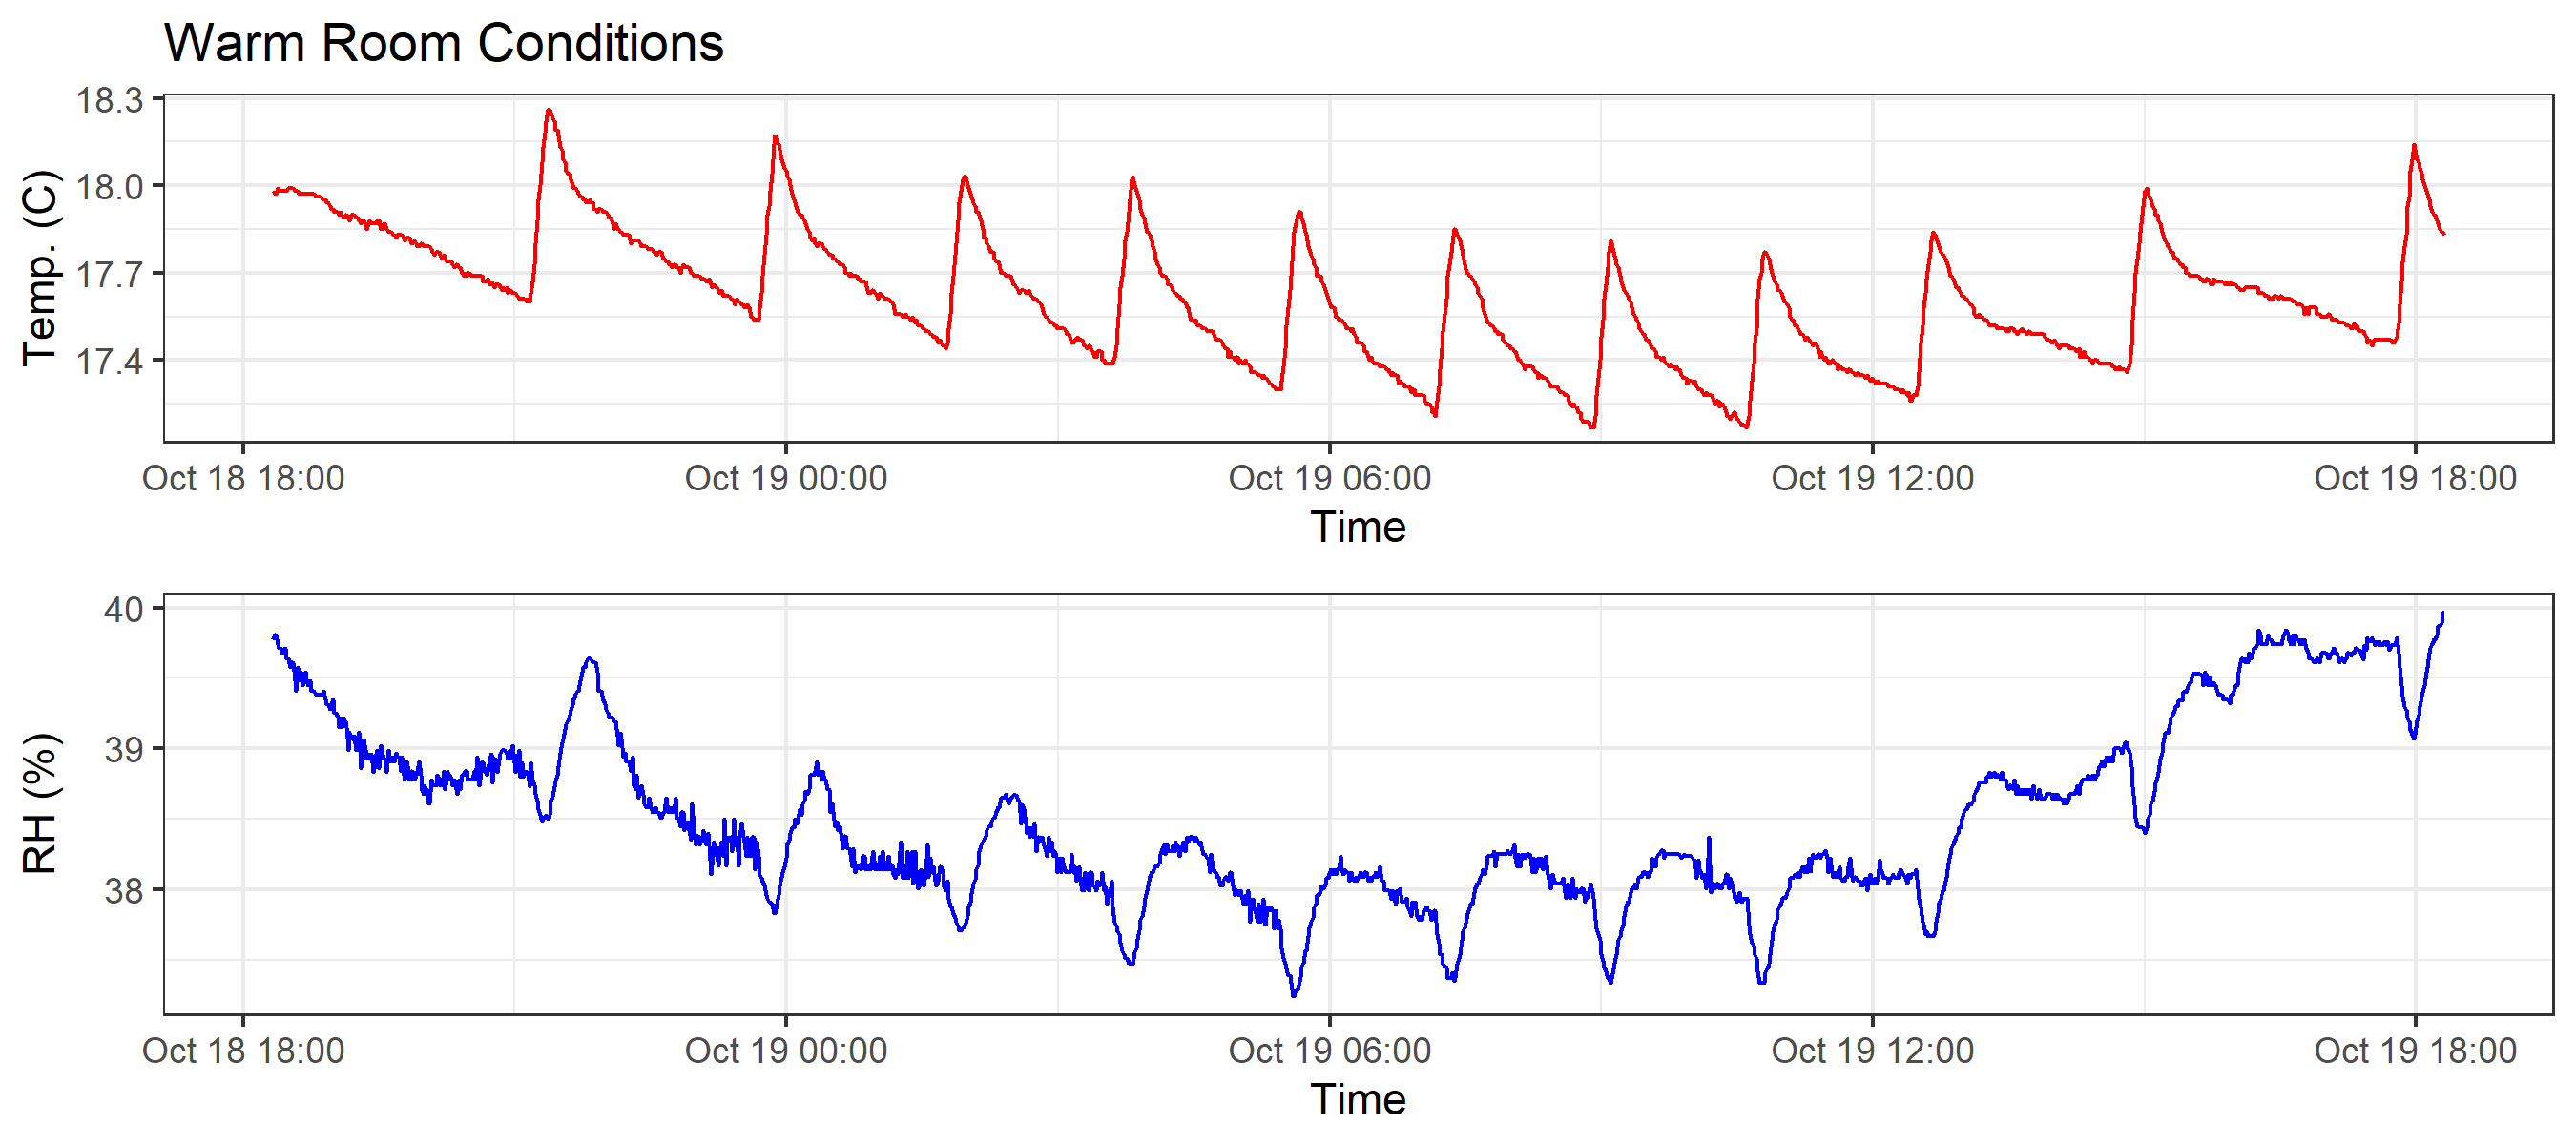 Warm Room Conditions
18.3
18.0
17.7
17.4
Temp. (C)
Oct 18 18:00 Oct 19 00:00 Oct 19 06:00 Oct 19 12:00 Oct 19 18:00
Time
40
39
38
RH (%)
Oct 18 18:00 Oct 19 00:00 Oct 19 06:00 Oct 19 12:00 Oct 19 18:00
Time